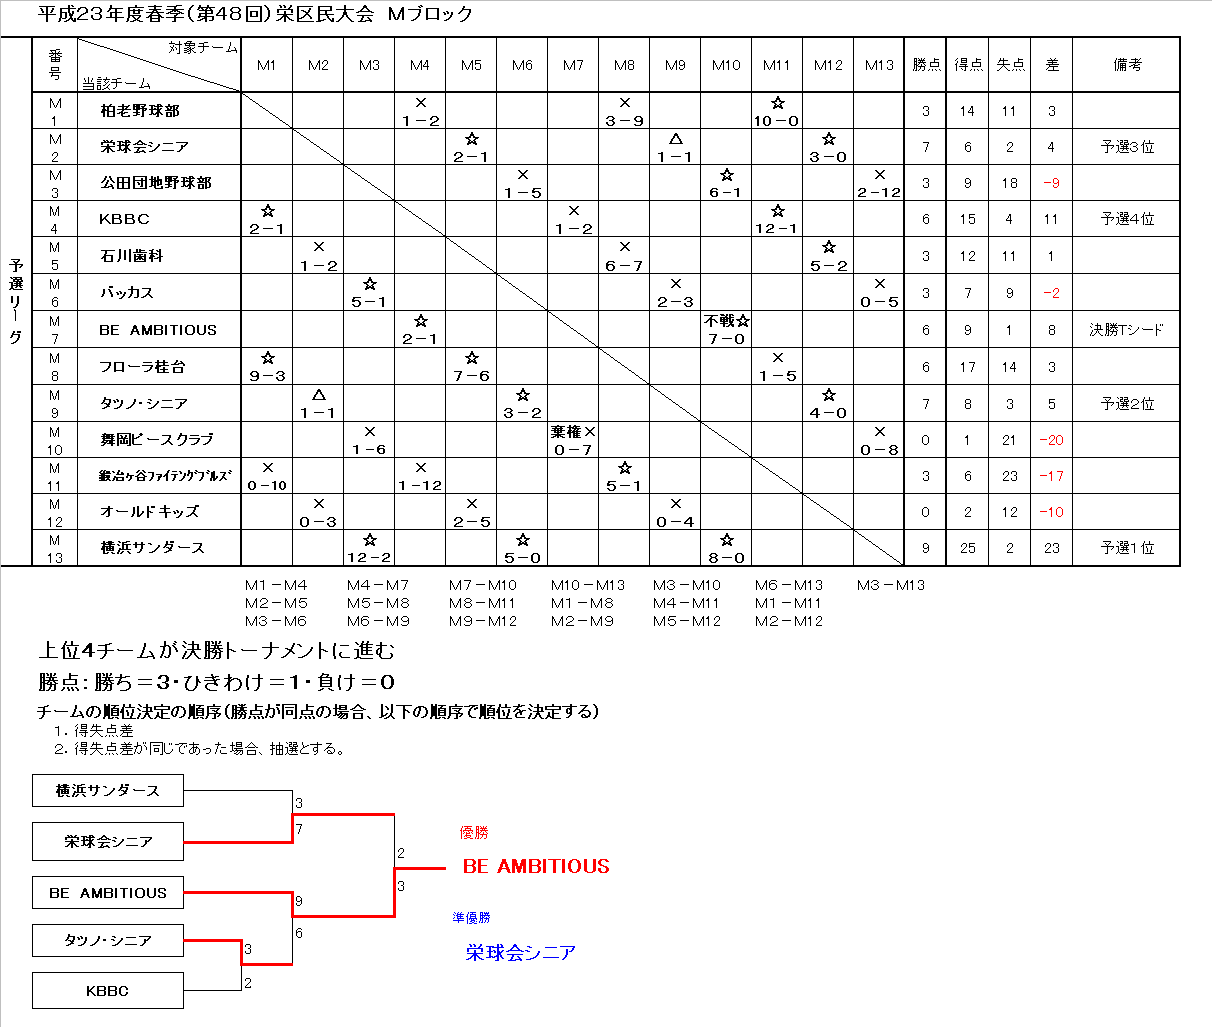 平成23年度春季(第48回)栄区民大会 Mブロック
番号 対象チーム 当該チーム M1 M2 M3 M4 M5 M6 M7 M8 M9 M10 M11 M12 M13 勝点 得点 失点 差 備考
予選リーグ
M1 柏老野球部 × 1-2 × 3-9 ☆ 10-0 3 14 11 3
M2 栄球会シニア ☆ 2-1 △ 1-1 ☆ 3-0 7 6 2 4 予選3位
M3 公田団地野球部 × 1-5 ☆ 6-1 × 2-12 3 9 18 -9
M4 KBBC ☆ 2-1 × 1-2 ☆ 12-1 6 15 4 11 予選4位
M5 石川歯科 × 1-2 × 6-7 ☆ 5-2 3 12 11 1
M6 バッカス ☆ 5-1 × 2-3 × 0-5 3 7 9 -2
M7 BE AMBITIOUS ☆ 2-1 不戦☆ 7-0 6 9 1 8 決勝Tシード
M8 フローラ桂台 ☆ 9-3 ☆ 7-6 × 1-5 6 17 14 3
M9 タツノ・シニア △ 1-1 ☆ 3-2 ☆ 4-0 7 8 3 5 予選2位
M10 舞岡ピースクラブ × 1-6 棄権× 0-7 × 0-8 0 1 21 -20
M11 鍛冶ヶ谷ファイテングブルズ × 0-10 × 1-12 ☆ 5-1 3 6 23 -17
M12 オールドキッズ × 0-3 × 2-5 × 0-4 0 2 12 -10
M13 横浜サンダース ☆ 12-2 ☆ 5-0 ☆ 8-0 9 25 2 23 予選1位
M1-M4 M4-M7 M7-M10 M10-M13 M3-M10 M6-M13 M3-M13
M2-M5 M5-M8 M8-M11 M1-M8 M4-M11 M1-M11
M3-M6 M6-M9 M9-M12 M2-M9 M5-M12 M2-M12
上位4チームが決勝トーナメントに進む
勝点:勝ち=3・ひきわけ=1・負け=0
チームの順位決定の順序(勝点が同点の場合、以下の順序で順位を決定する)
1.得失点差
2.得失点差が同じであった場合、抽選とする。
横浜サンダース
3
7
栄球会シニア
優勝
2
BE AMBITIOUS
3
BE AMBITIOUS
9
準優勝
6
タツノ・シニア
3
栄球会シニア
2
KBBC